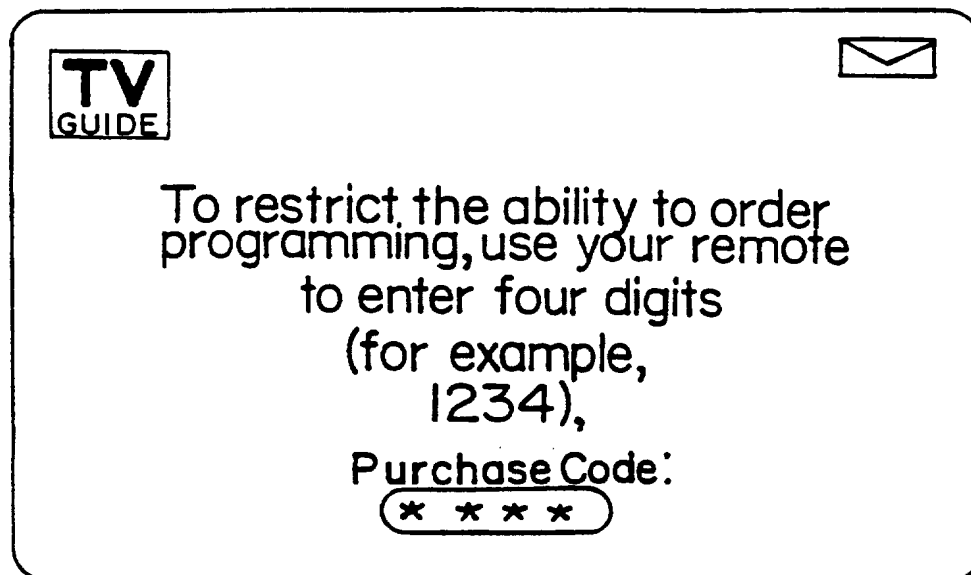 TV
GUIDE
To restrict the ability to order
programming, use your remote
to enter four digits
(for example,
1234),
Purchase Code:
* * * *